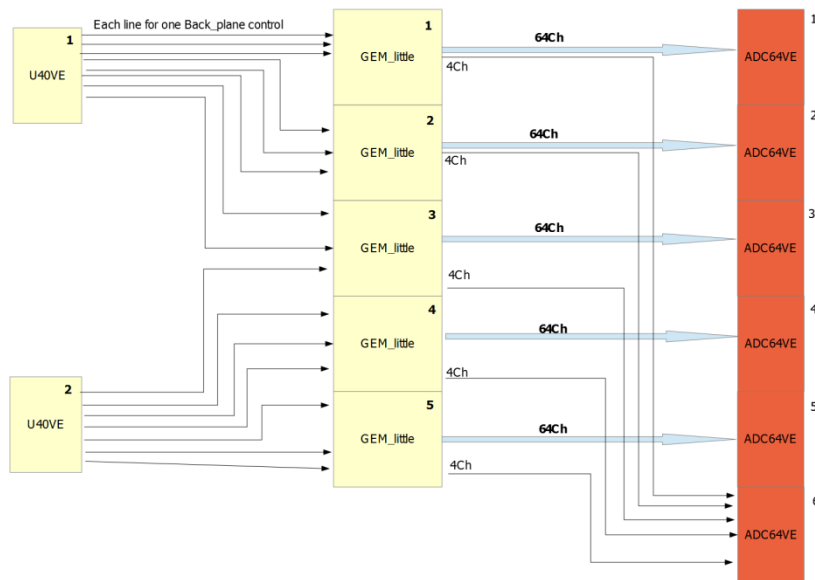 Each line for one Back_plane control
1
U40VE
1
GEM_little
64Ch
4Ch
1
ADC64VE
2
GEM_little
64Ch
4Ch
2
ADC64VE
3
GEM_little
64Ch
4Ch
3
ADC64VE
4
GEM_little
64Ch
4Ch
4
ADC64VE
2
U40VE
5
GEM_little
64Ch
4Ch
5
ADC64VE
6
ADC64VE